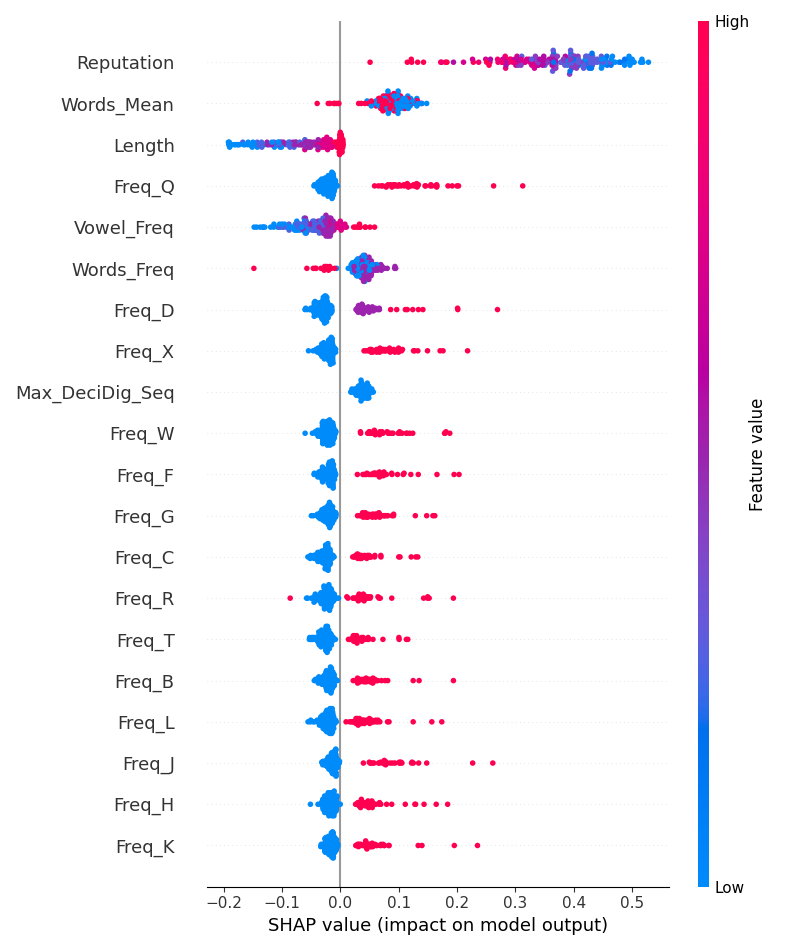 High
Reputation
Words_Mean
Length
Freq_Q
Vowel_Freq
Words_Freq
Freq_D
Freq_X
Max_DeciDig_Seq
Freq_W
Freq_F
Freq_G
Freq_C
Freq_R
Freq_T
Freq_B
Freq_L
Freq_J
Freq_H
Freq_K
Feature value
Low
−0.2 −0.1 0.0 0.1 0.2 0.3 0.4 0.5
SHAP value (impact on model output)